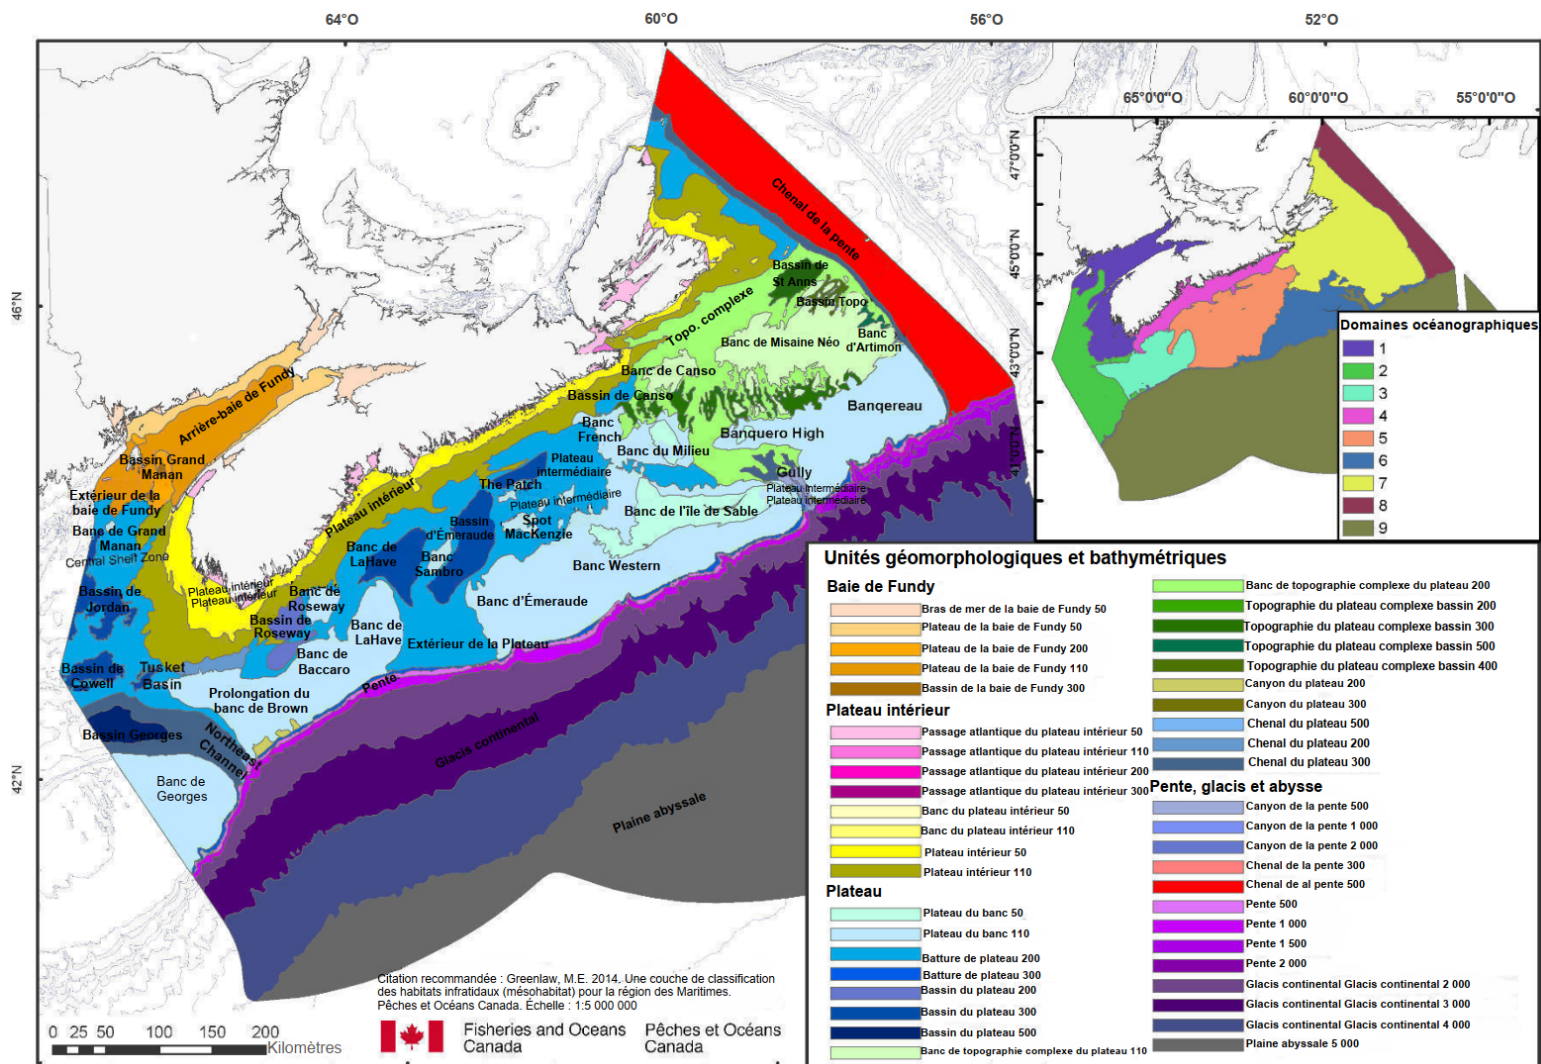 64°O
60°O
56°O
52°O
46°N
42°N
Chenal de la pente
Bassin de
St Anns
Bassin Topo
Topo. complexe
Banc
d'Artimon
Banc de Misaine Néo
Banc de Canso
Bassin de Canso
Banqereau
Banc
French
Banquero High
Banc du Milieu
Gully
Plateau
intermédiaire
Plateau intermédiaire
Plateau intermédiaire
The Patch
Plateau intermédiaire
Banc de l'île de Sable
Spot
MacKenzie
Bassin
d'Émeraude
Banc
Sambro
Banc Western
Banc d'Émeraude
Banc de
LaHave
Plateau intérieur
Arrière-baie de Fundy
Bassin Grand
Manan
Extérieur de la
baie de Fundy
Banc de Grand
Manan
Central Shelf Zone
Bassin de
Jordan
Plateau intérieur
Plateau intérieur
Banc de
Roseway
Bassin de
Roseway
Banc de
LaHave
Extérieur de la Plateau
Banc de
Baccaro
Bassin de
Cowell
Tusket
Basin
Prolongation du
banc de Brown
Pente
Bassin Georges
Northeast
Channel
Banc de
Georges
Glacis continental
Plaine abyssale
65°0'0"O
60°0'0"O
55°0'0"O
47°0'0"N
45°0'0"N
43°0'0"N
41°0'0"N
Domaines océanographiques
1
2
3
4
5
6
7
8
9
Unités géomorphologiques et bathymétriques
Baie de Fundy
Bras de mer de la baie de Fundy 50
Plateau de la baie de Fundy 50
Plateau de la baie de Fundy 200
Plateau de la baie de Fundy 110
Bassin de la baie de Fundy 300
Plateau intérieur
Passage atlantique du plateau intérieur 50
Passage atlantique du plateau intérieur 110
Passage atlantique du plateau intérieur 200
Passage atlantique du plateau intérieur 300
Banc du plateau intérieur 50
Banc du plateau intérieur 110
Plateau intérieur 50
Plateau intérieur 110
Plateau
Plateau du banc 50
Plateau du banc 110
Batture de plateau 200
Batture de plateau 300
Bassin du plateau 200
Bassin du plateau 300
Bassin du plateau 500
Banc de topographie complexe du plateau 110
Banc de topographie complexe du plateau 200
Topographie du plateau complexe bassin 200
Topographie du plateau complexe bassin 300
Topographie du plateau complexe bassin 500
Topographie du plateau complexe bassin 400
Canyon du plateau 200
Canyon du plateau 300
Chenal du plateau 500
Chenal du plateau 200
Chenal du plateau 300
Pente, glacis et abysse
Canyon de la pente 500
Canyon de la pente 1 000
Canyon de la pente 2 000
Chenal de la pente 300
Chenal de al pente 500
Pente 500
Pente 1 000
Pente 1 500
Pente 2 000
Glacis continental Glacis continental 2 000
Glacis continental Glacis continental 3 000
Glacis continental Glacis continental 4 000
Plaine abyssale 5 000
Citation recommandée : Greenlaw, M.E. 2014. Une couche de classification
des habitats infratidaux (mésohabitat) pour la région des Maritimes.
Pêches et Océans Canada. Échelle : 1:5 000 000
0 25 50 100 150 200
Kilomètres
Fisheries and Oceans
Canada
Pêches et Océans
Canada